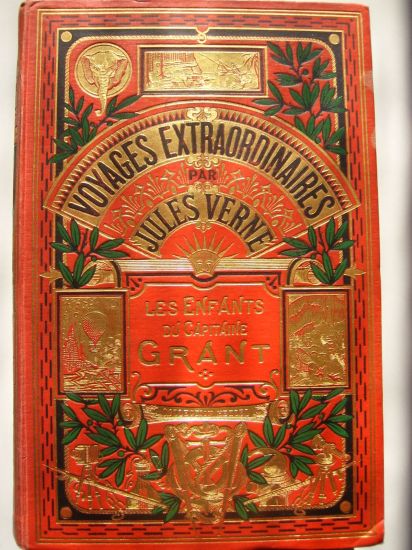 VOYAGES EXTRAORDINAIRES
PAR
JULES VERNE
LES ENFANTS
DU CAPITAINE
GRANT